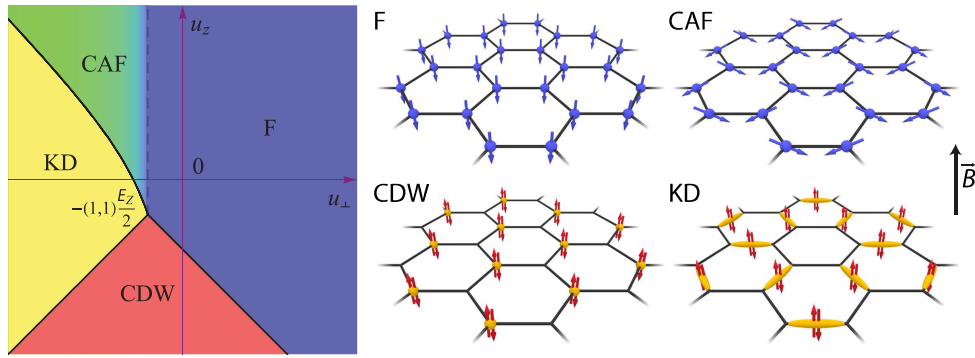 u_z
CAF
F
KD
0
u_⊥
-(1,1) E_Z/2
CDW
F
CAF
CDW
KD
B⃗